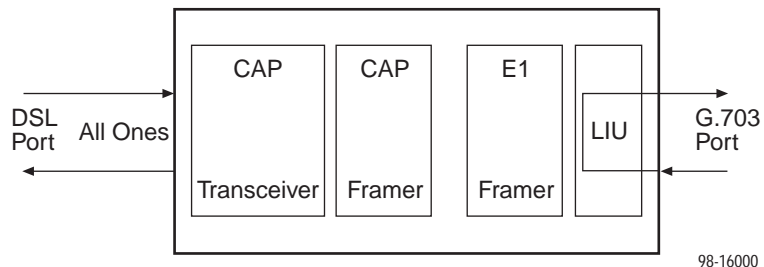 CAP
CAP
E1
DSL
Port
All Ones
LIU
G.703
Port
Transceiver
Framer
Framer
98-16000